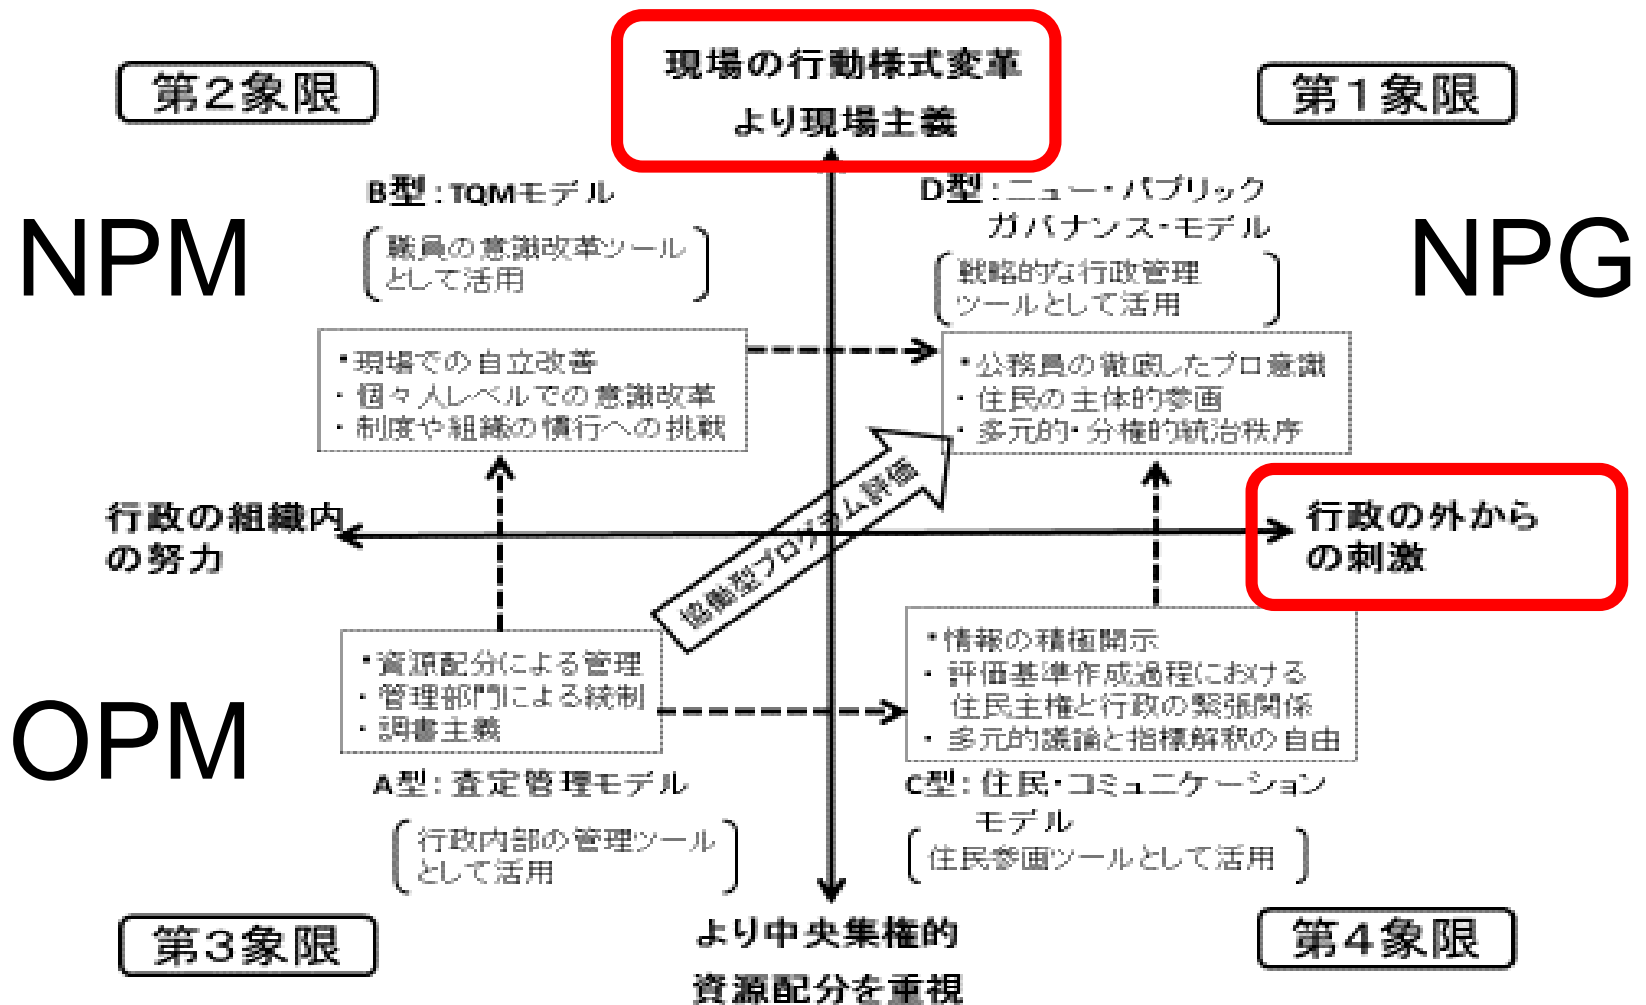 現場の行動様式変革
より現場主義
第2象限
第1象限
B型:TQMモデル
職員の意識改革ツール
として活用
D型:ニュー・パブリック
ガバナンス・モデル
戦略的な行政管理
ツールとして活用
NPM
NPG
・現場での自立改善
・個々人レベルでの意識改革
・制度や組織の慣行への挑戦
・公務員の徹底したプロ意識
・住民の主体的参画
・多元的・分権的統治秩序
行政の組織内
の努力
協働型プログラム評価
行政の外から
の刺激
・資源配分による管理
・管理部門による統制
・調書主義
・情報の積極開示
・評価基準作成過程における
住民主権と行政の緊張関係
・多元的議論と指標解釈の自由
OPM
A型:査定管理モデル
行政内部の管理ツール
として活用
C型:住民・コミュニケーション
モデル
住民参画ツールとして活用
第3象限
より中央集権的
資源配分を重視
第4象限